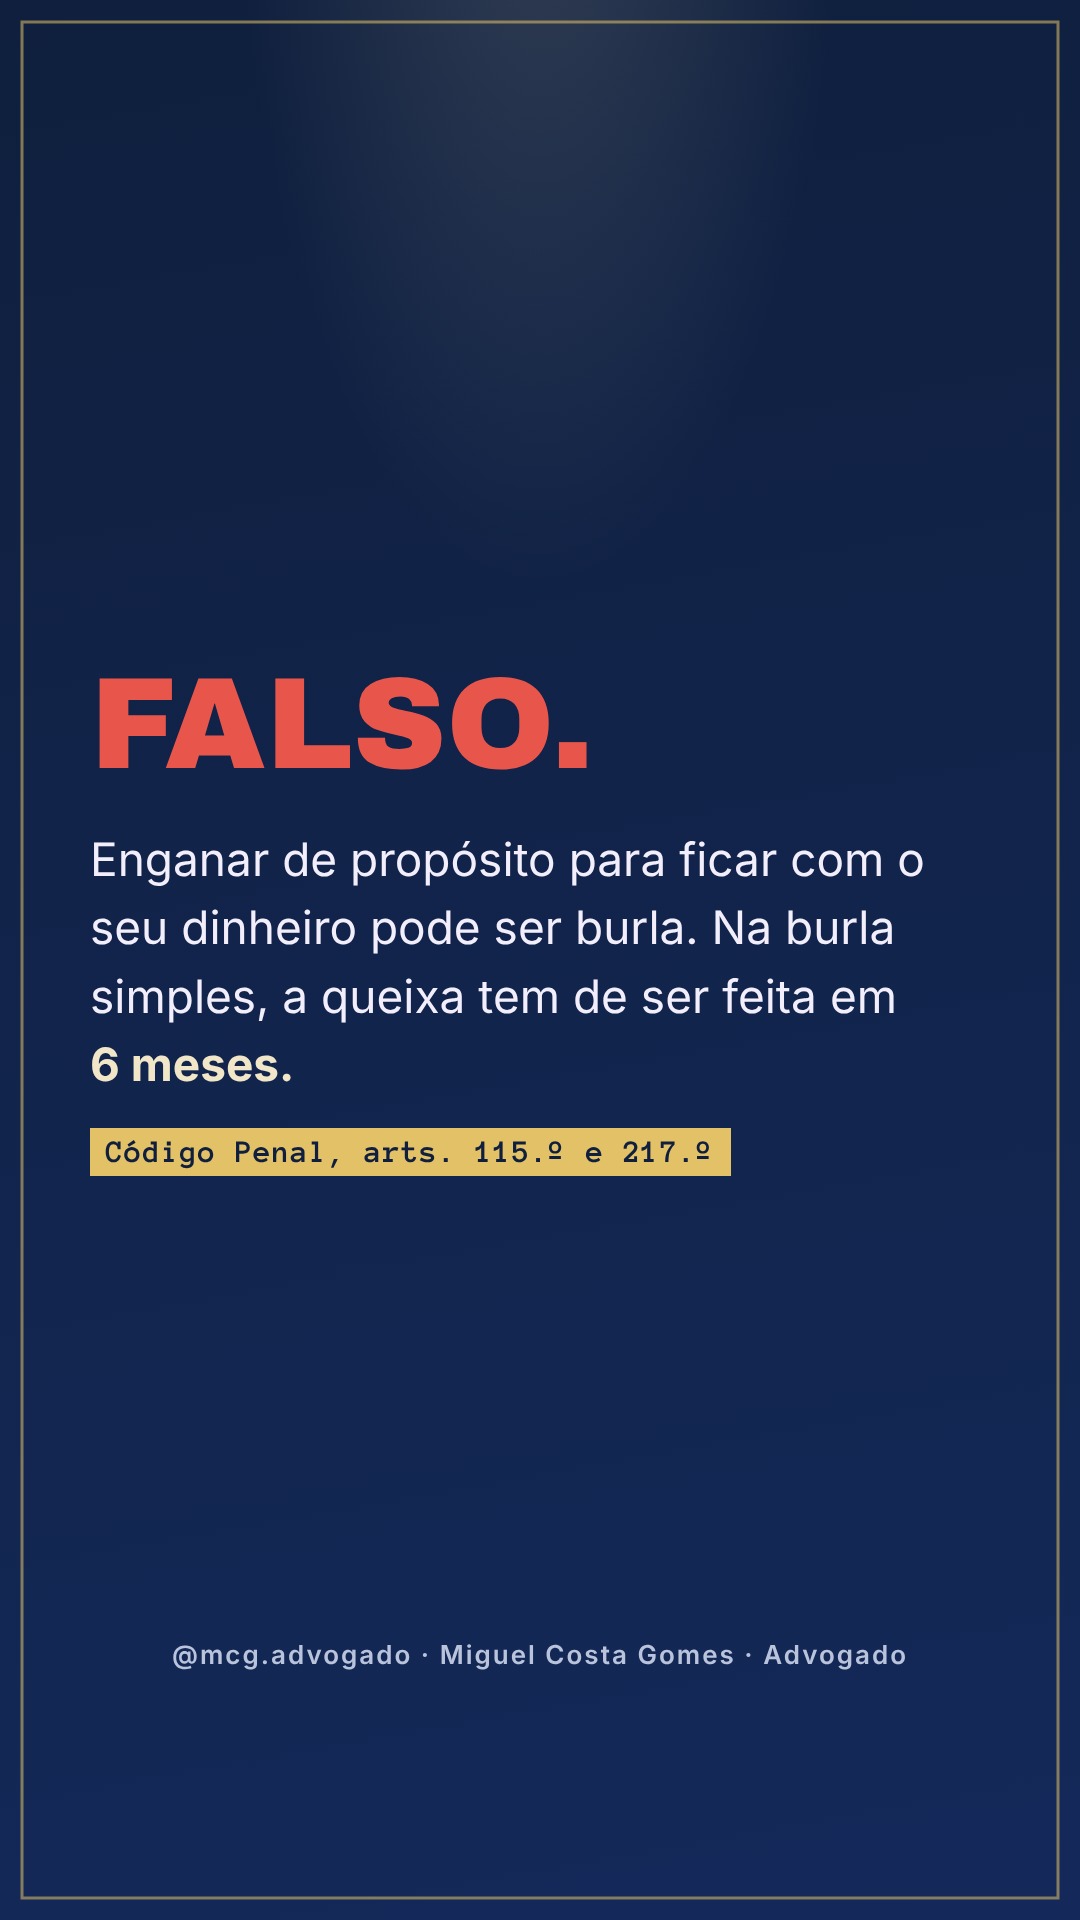 FALSO.
Enganar de propósito para ficar com o
seu dinheiro pode ser burla. Na burla
simples, a queixa tem de ser feita em
6 meses.
Código Penal, arts. 115.º e 217.º
@mcg.advogado · Miguel Costa Gomes · Advogado